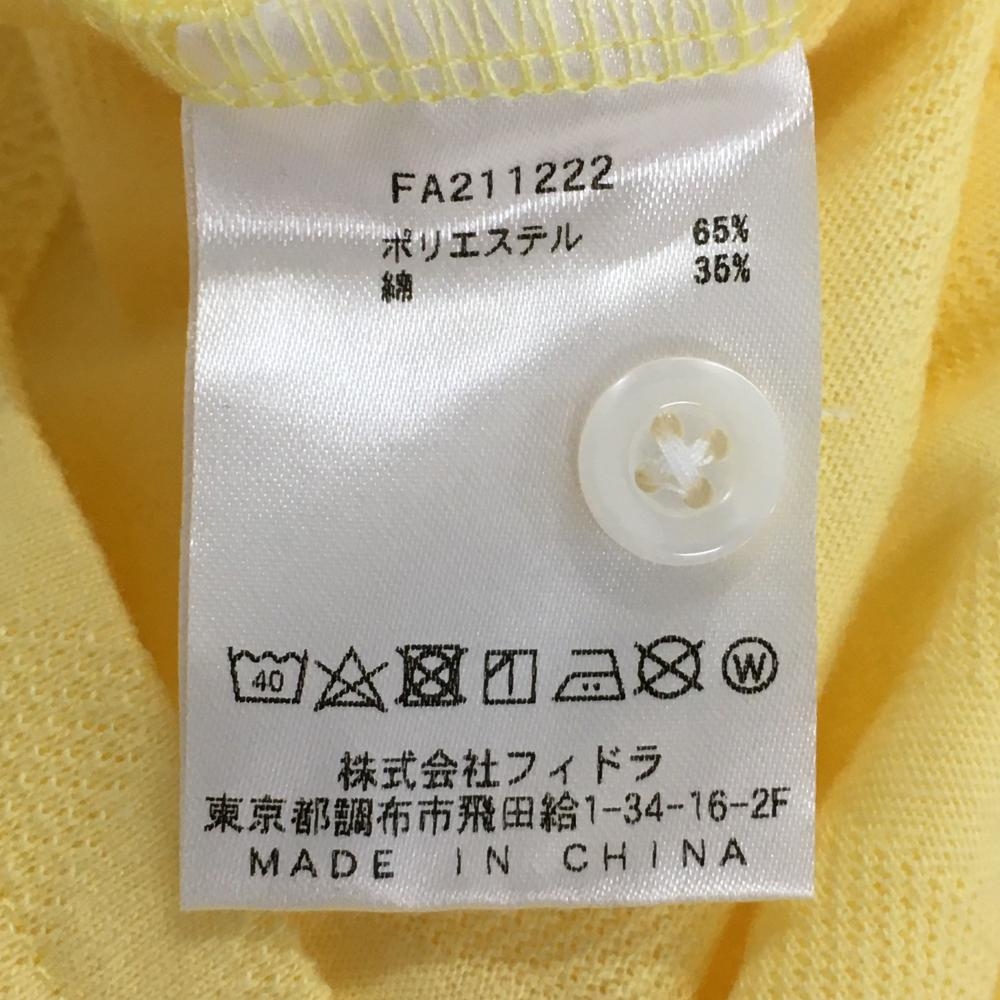 FA211222
ポリエステル 65%
綿 35%
40 W
株式会社フィドラ
東京都調布市飛田給1-34-16-2F
MADE IN CHINA